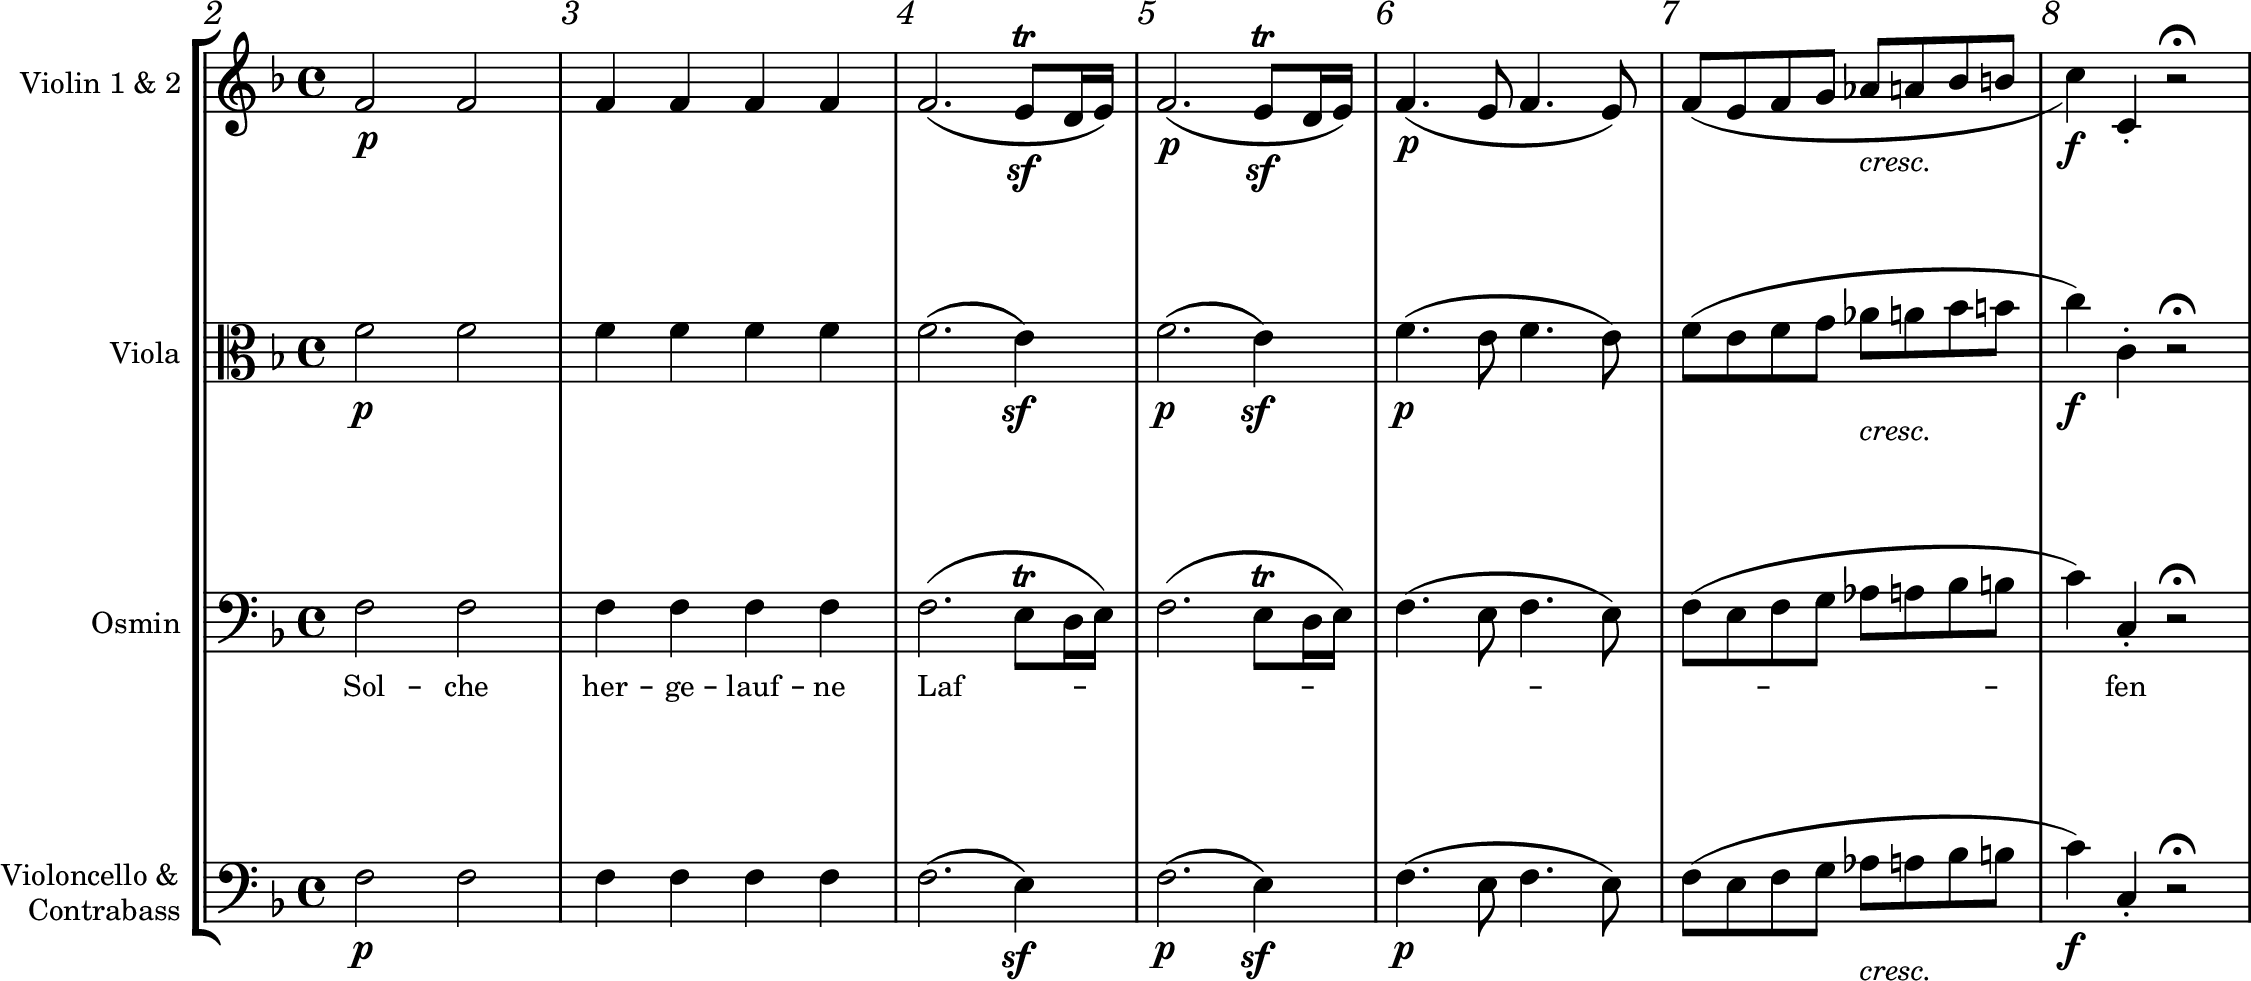 2 3 4 5 6 7 8
Violin 1 & 2
tr tr
p sf p sf p cresc. f
Viola
p sf p sf p cresc. f
Osmin
tr tr
Sol – che her – ge – lauf – ne Laf – – – – – fen
Violoncello &
Contrabass
p sf p sf p cresc. f